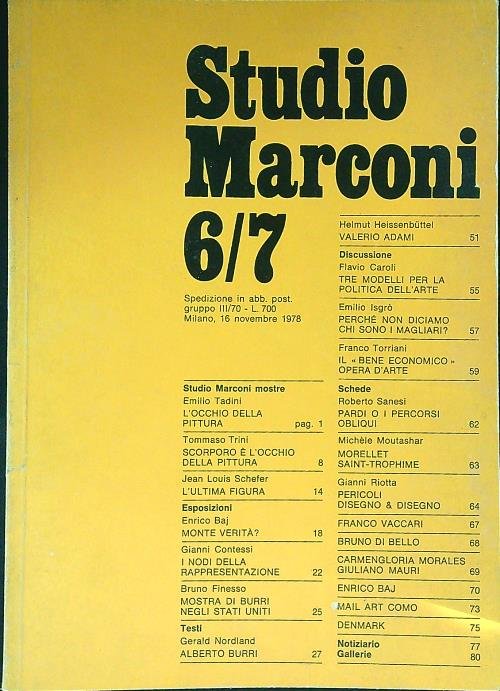 Studio
Marconi
6/7
Spedizione in abb. post.
gruppo III/70 - L. 700
Milano, 16 novembre 1978
Studio Marconi mostre
Emilio Tadini
L'OCCHIO DELLA
PITTURA pag. 1
Tommaso Trini
SCORPORO È L'OCCHIO
DELLA PITTURA 8
Jean Louis Schefer
L'ULTIMA FIGURA 14
Esposizioni
Enrico Baj
MONTE VERITÀ? 18
Gianni Contessi
I NODI DELLA
RAPPRESENTAZIONE 22
Bruno Finesso
MOSTRA DI BURRI
NEGLI STATI UNITI 25
Testi
Gerald Nordland
ALBERTO BURRI 27
Helmut Heissenbüttel
VALERIO ADAMI 51
Discussione
Flavio Caroli
TRE MODELLI PER LA
POLITICA DELL'ARTE 55
Emilio Isgrò
PERCHÉ NON DICIAMO
CHI SONO I MAGLIARI? 57
Franco Torriani
IL «BENE ECONOMICO»
OPERA D'ARTE 59
Schede
Roberto Sanesi
PARDI O I PERCORSI
OBLIQUI 62
Michèle Moutashar
MORELLET
SAINT-TROPHIME 63
Gianni Riotta
PERICOLI
DISEGNO & DISEGNO 64
FRANCO VACCARI 67
BRUNO DI BELLO 68
CARMENGLORIA MORALES
GIULIANO MAURI 69
ENRICO BAJ 70
MAIL ART COMO 73
DENMARK 75
Notiziario 77
Gallerie 80